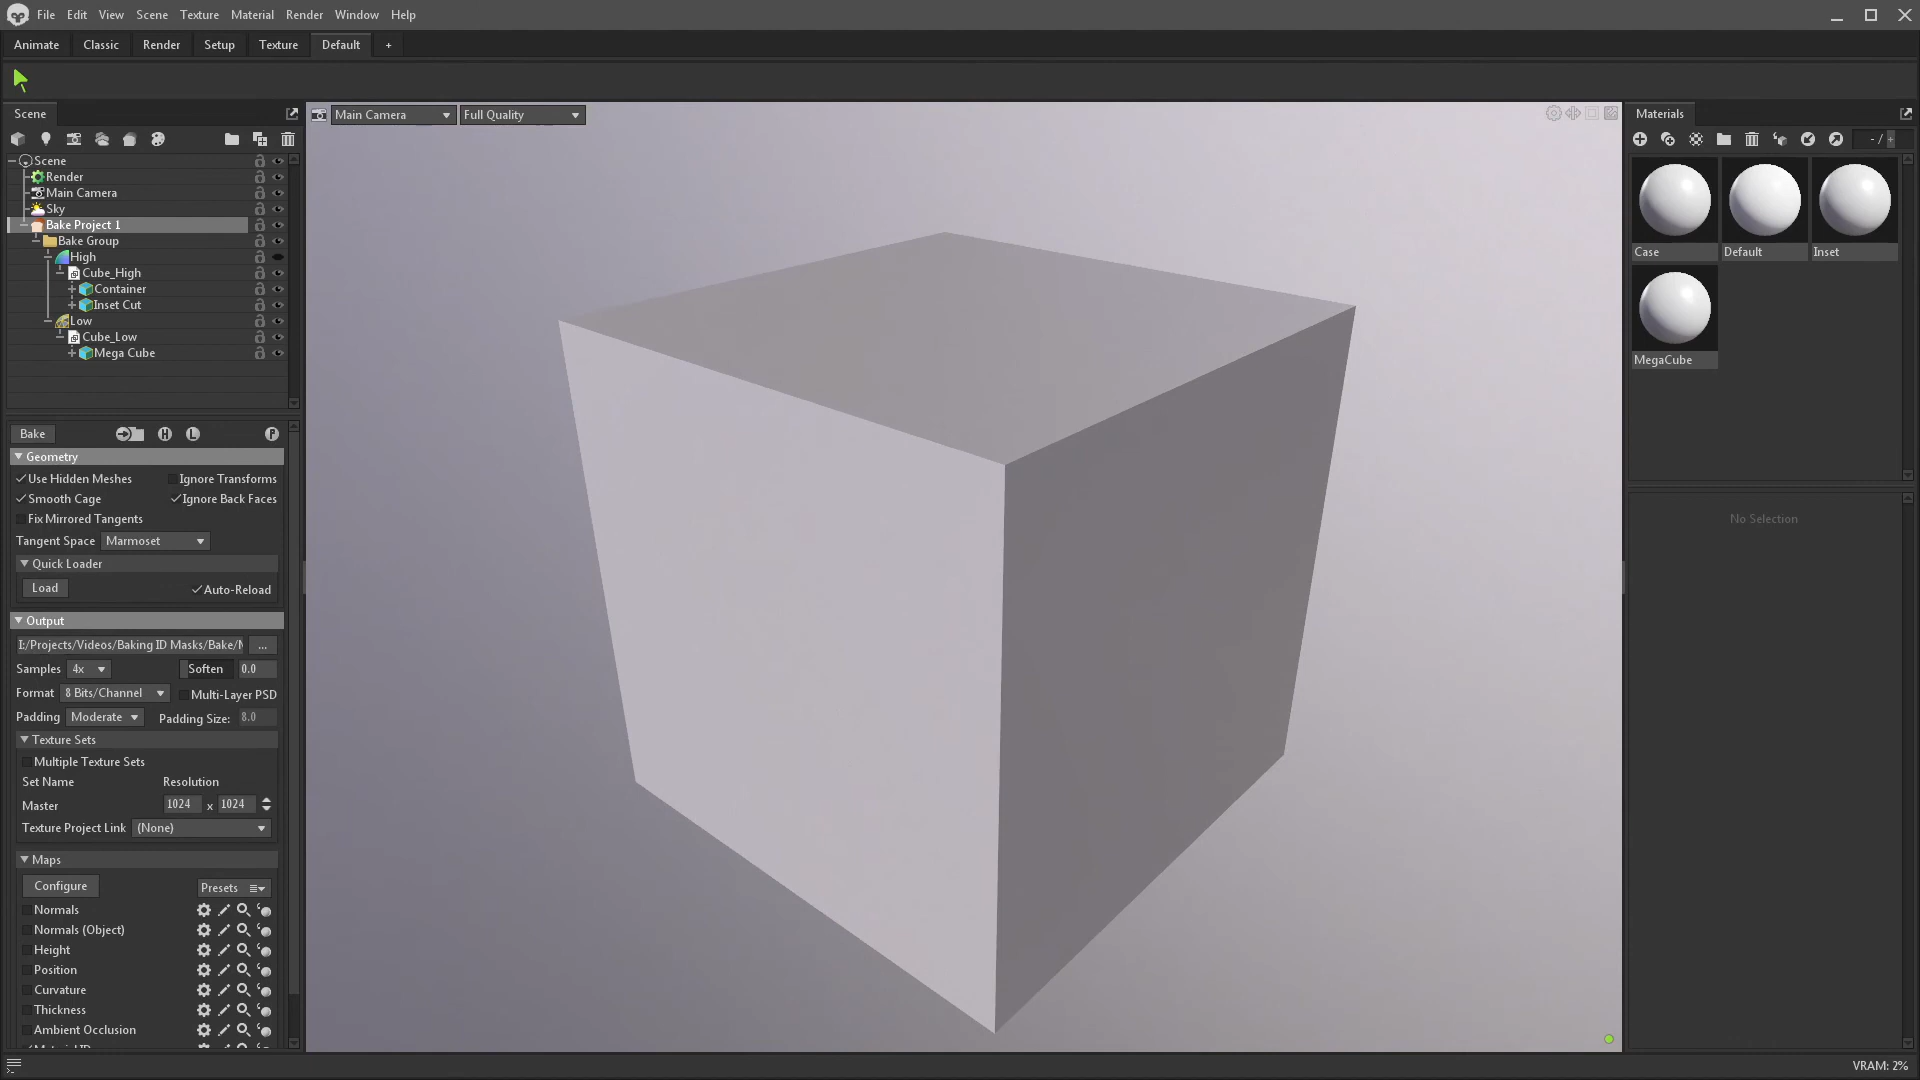 File Edit View Scene Texture Material Render Window Help
Animate Classic Render Setup Texture Default +
Scene
Main Camera Full Quality
Materials
- /
Scene
Render
Main Camera
Sky
Bake Project 1
Bake Group
High
Cube_High
Container
Inset Cut
Low
Cube_Low
Mega Cube
Case Default Inset
MegaCube
Bake H L P
Geometry
Use Hidden Meshes Ignore Transforms
Smooth Cage Ignore Back Faces
Fix Mirrored Tangents
Tangent Space Marmoset
Quick Loader
Load Auto-Reload
Output
I:/Projects/Videos/Baking ID Masks/Bake/ ...
Samples 4x Soften 0.0
Format 8 Bits/Channel Multi-Layer PSD
Padding Moderate Padding Size: 8.0
Texture Sets
Multiple Texture Sets
Set Name Resolution
Master 1024 x 1024
Texture Project Link (None)
Maps
Configure Presets
Normals
Normals (Object)
Height
Position
Curvature
Thickness
Ambient Occlusion
No Selection
VRAM: 2%